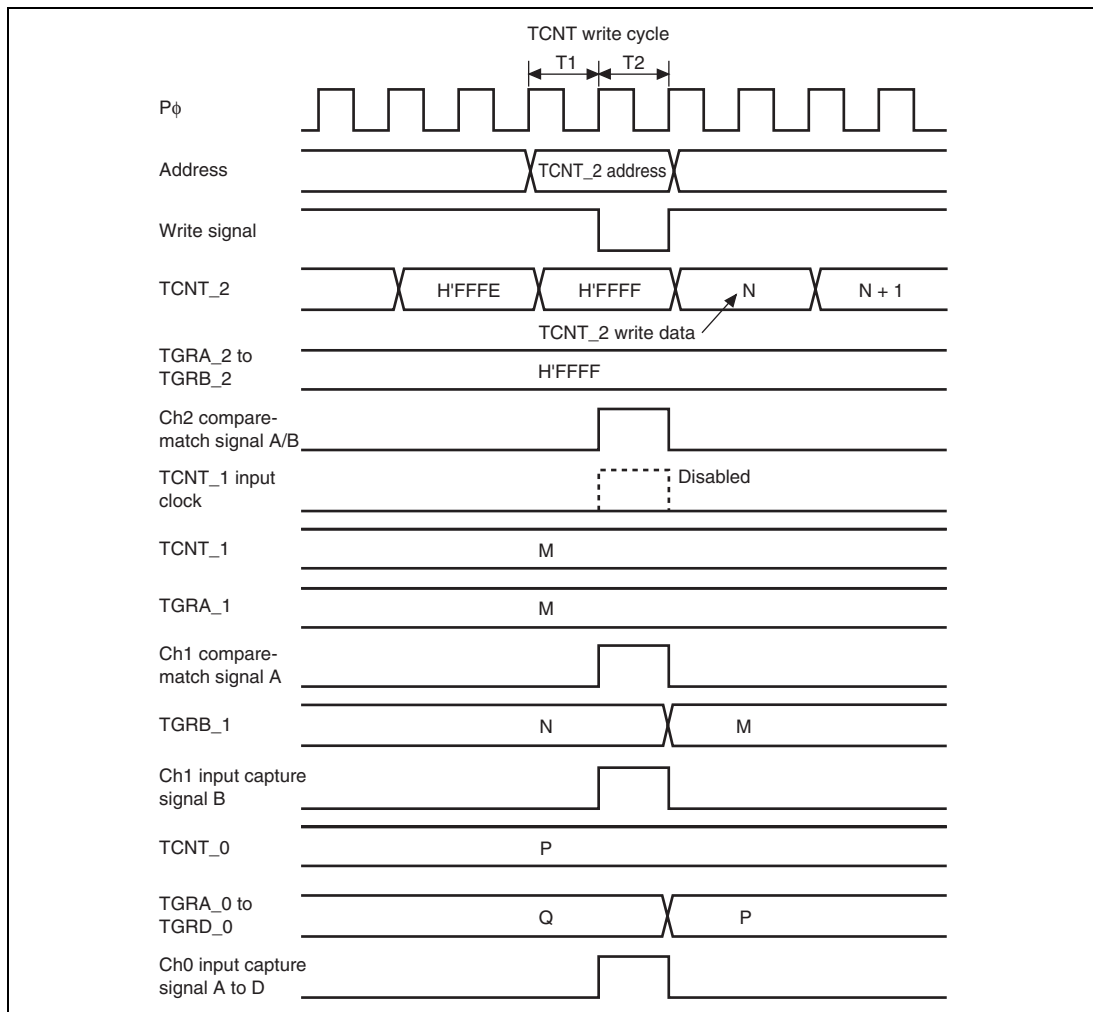 TCNT write cycle
T1 T2
Pϕ
Address
TCNT_2 address
Write signal
TCNT_2
H'FFFE
H'FFFF
N
N + 1
TCNT_2 write data
TGRA_2 to
TGRB_2
H'FFFF
Ch2 compare-
match signal A/B
TCNT_1 input
clock
Disabled
TCNT_1
M
TGRA_1
M
Ch1 compare-
match signal A
TGRB_1
N
M
Ch1 input capture
signal B
TCNT_0
P
TGRA_0 to
TGRD_0
Q
P
Ch0 input capture
signal A to D